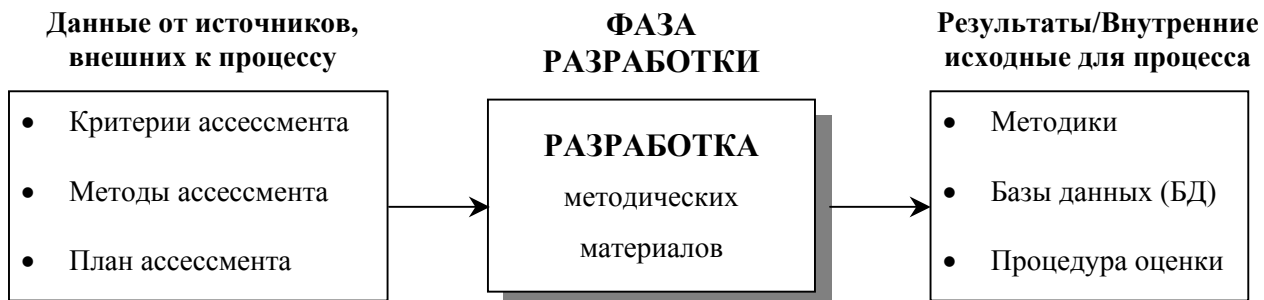 Данные от источников,
внешних к процессу
• Критерии ассессмента
• Методы ассессмента
• План ассессмента
ФАЗА
РАЗРАБОТКИ
РАЗРАБОТКА
методических
материалов
Результаты/Внутренние
исходные для процесса
• Методики
• Базы данных (БД)
• Процедура оценки